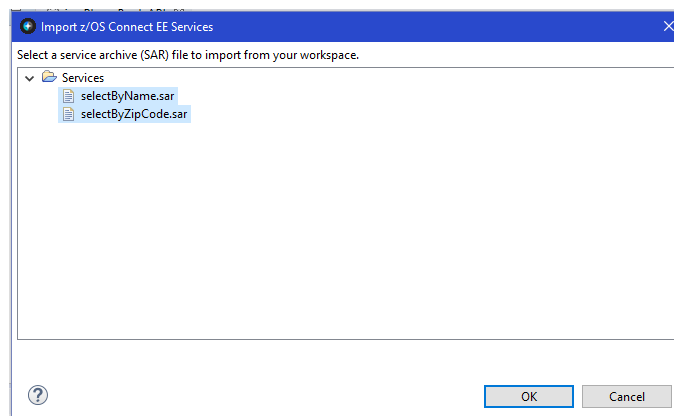 Import z/OS Connect EE Services
Select a service archive (SAR) file to import from your workspace.
Services
selectByName.sar
selectByZipCode.sar
?
OK
Cancel